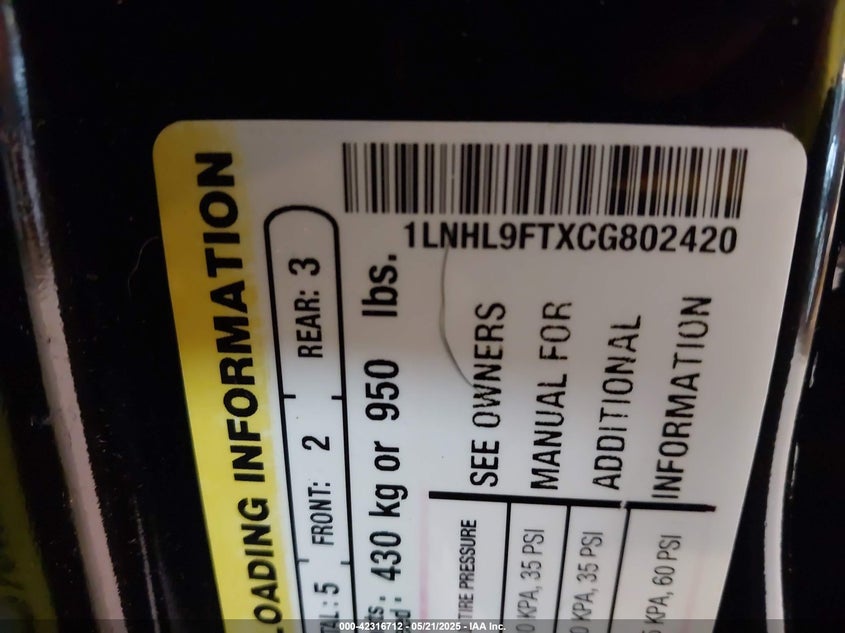 LOADING INFORMATION
5 FRONT: 2 REAR: 3
430 kg or 950 lbs.
1LNHL9FTXCG802420
TIRE PRESSURE
KPA, 35 PSI
KPA, 35 PSI
KPA, 60 PSI
SEE OWNERS
MANUAL FOR
ADDITIONAL
INFORMATION
000-42316712 - 05/21/2025 - IAA Inc.